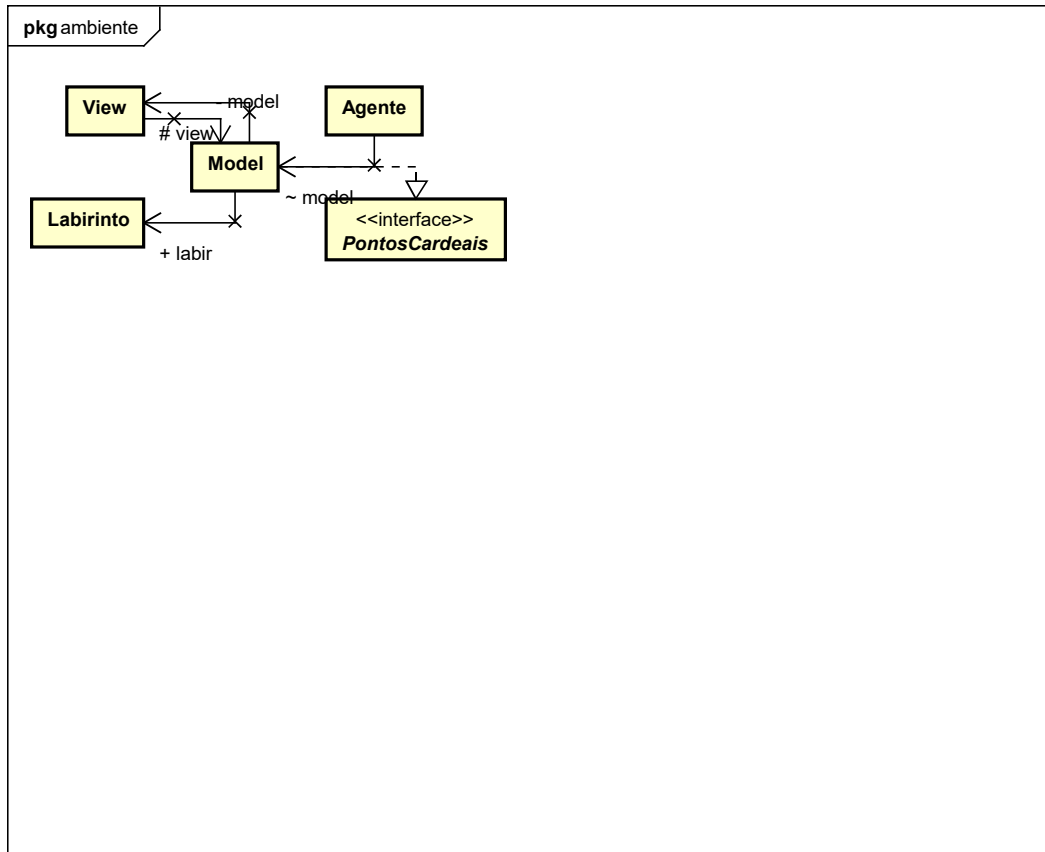 pkg ambiente
View
- model
Agente
# view
Model
~ model
Labirinto
<<interface>>
PontosCardeais
+ labir